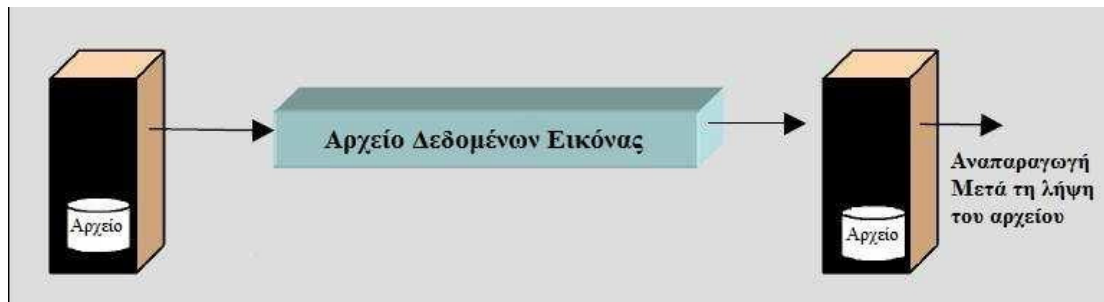 Αρχείο
Αρχείο Δεδομένων Εικόνας
Αρχείο
Αναπαραγωγή
Μετά τη λήψη
του αρχείου